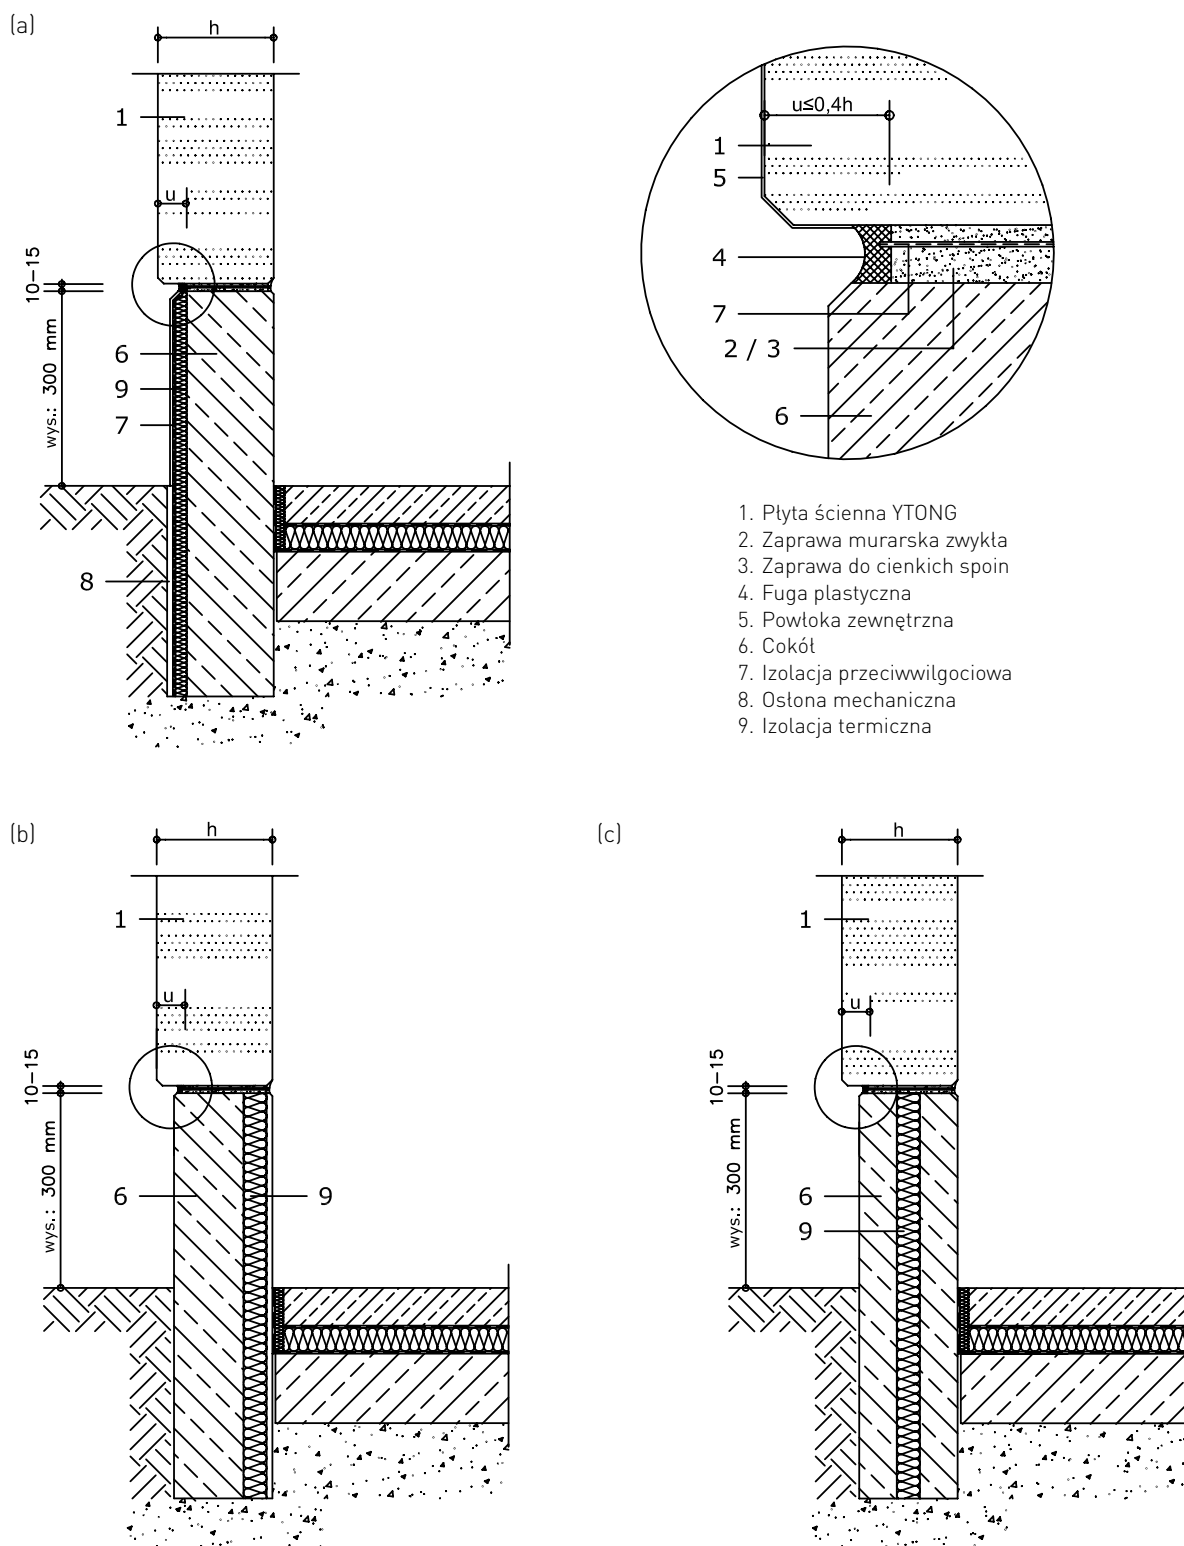 (a)
h
1
u
10–15
wys.: 300 mm
6
9
7
8
u≤0,4h
1
5
4
7
2 / 3
6
1. Płyta ścienna YTONG
2. Zaprawa murarska zwykła
3. Zaprawa do cienkich spoin
4. Fuga plastyczna
5. Powłoka zewnętrzna
6. Cokół
7. Izolacja przeciwwilgociowa
8. Osłona mechaniczna
9. Izolacja termiczna
(b)
h
1
u
10–15
wys.: 300 mm
6
9
(c)
h
1
u
10–15
wys.: 300 mm
6
9